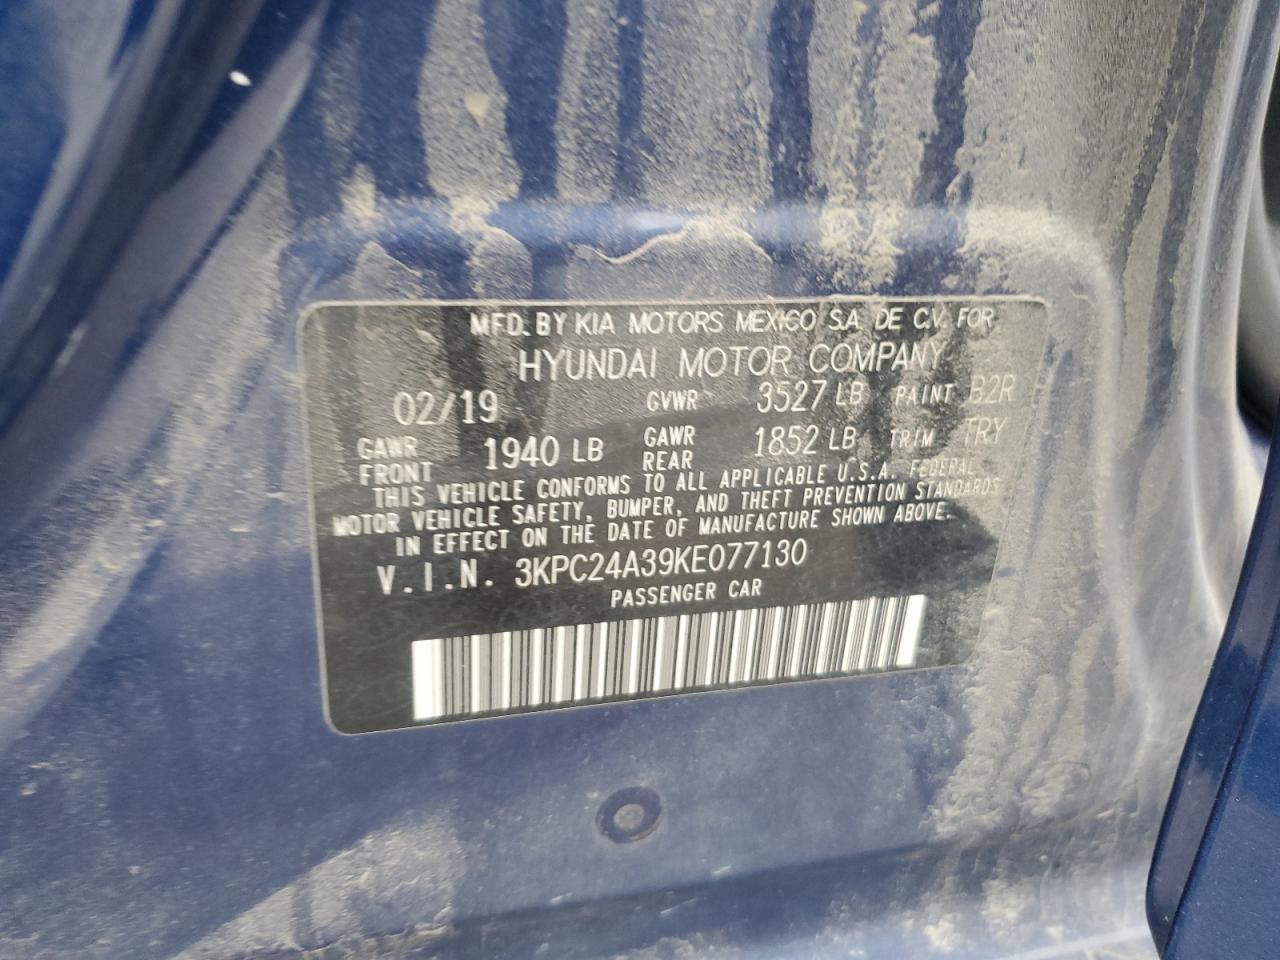 MFD. BY KIA MOTORS MEXICO S.A. DE C.V. FOR
HYUNDAI MOTOR COMPANY
02/19 GVWR 3527 LB PAINT B2R
GAWR FRONT 1940 LB GAWR REAR 1852 LB TRIM TRY
THIS VEHICLE CONFORMS TO ALL APPLICABLE U.S.A. FEDERAL
MOTOR VEHICLE SAFETY, BUMPER, AND THEFT PREVENTION STANDARDS
IN EFFECT ON THE DATE OF MANUFACTURE SHOWN ABOVE.
V.I.N. 3KPC24A39KE077130
PASSENGER CAR